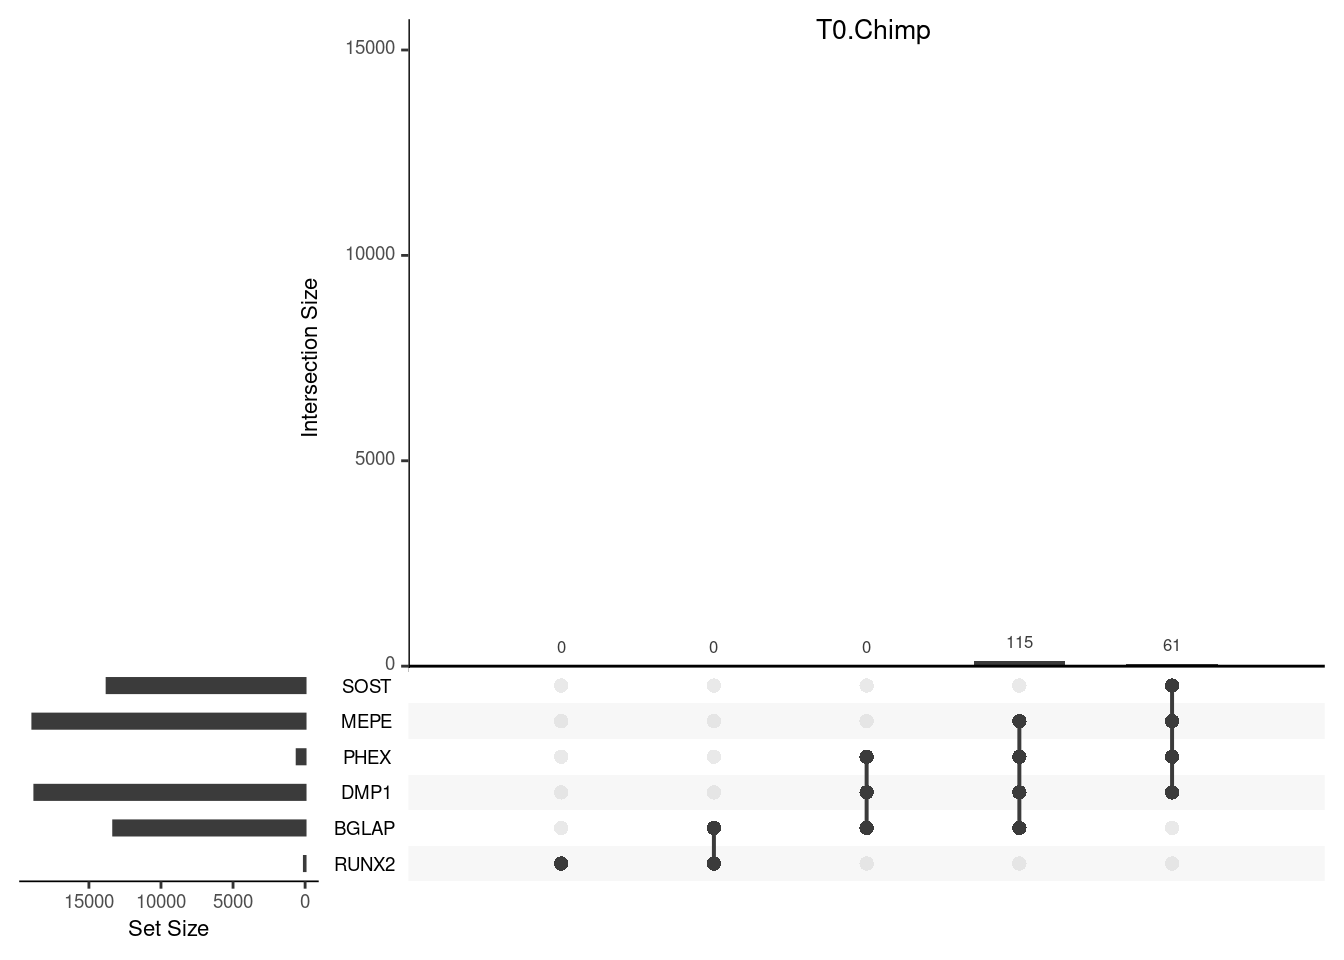 T0.Chimp
15000
10000
5000
0
Intersection Size
0 0 0 115 61
SOST
MEPE
PHEX
DMP1
BGLAP
RUNX2
15000 10000 5000 0
Set Size